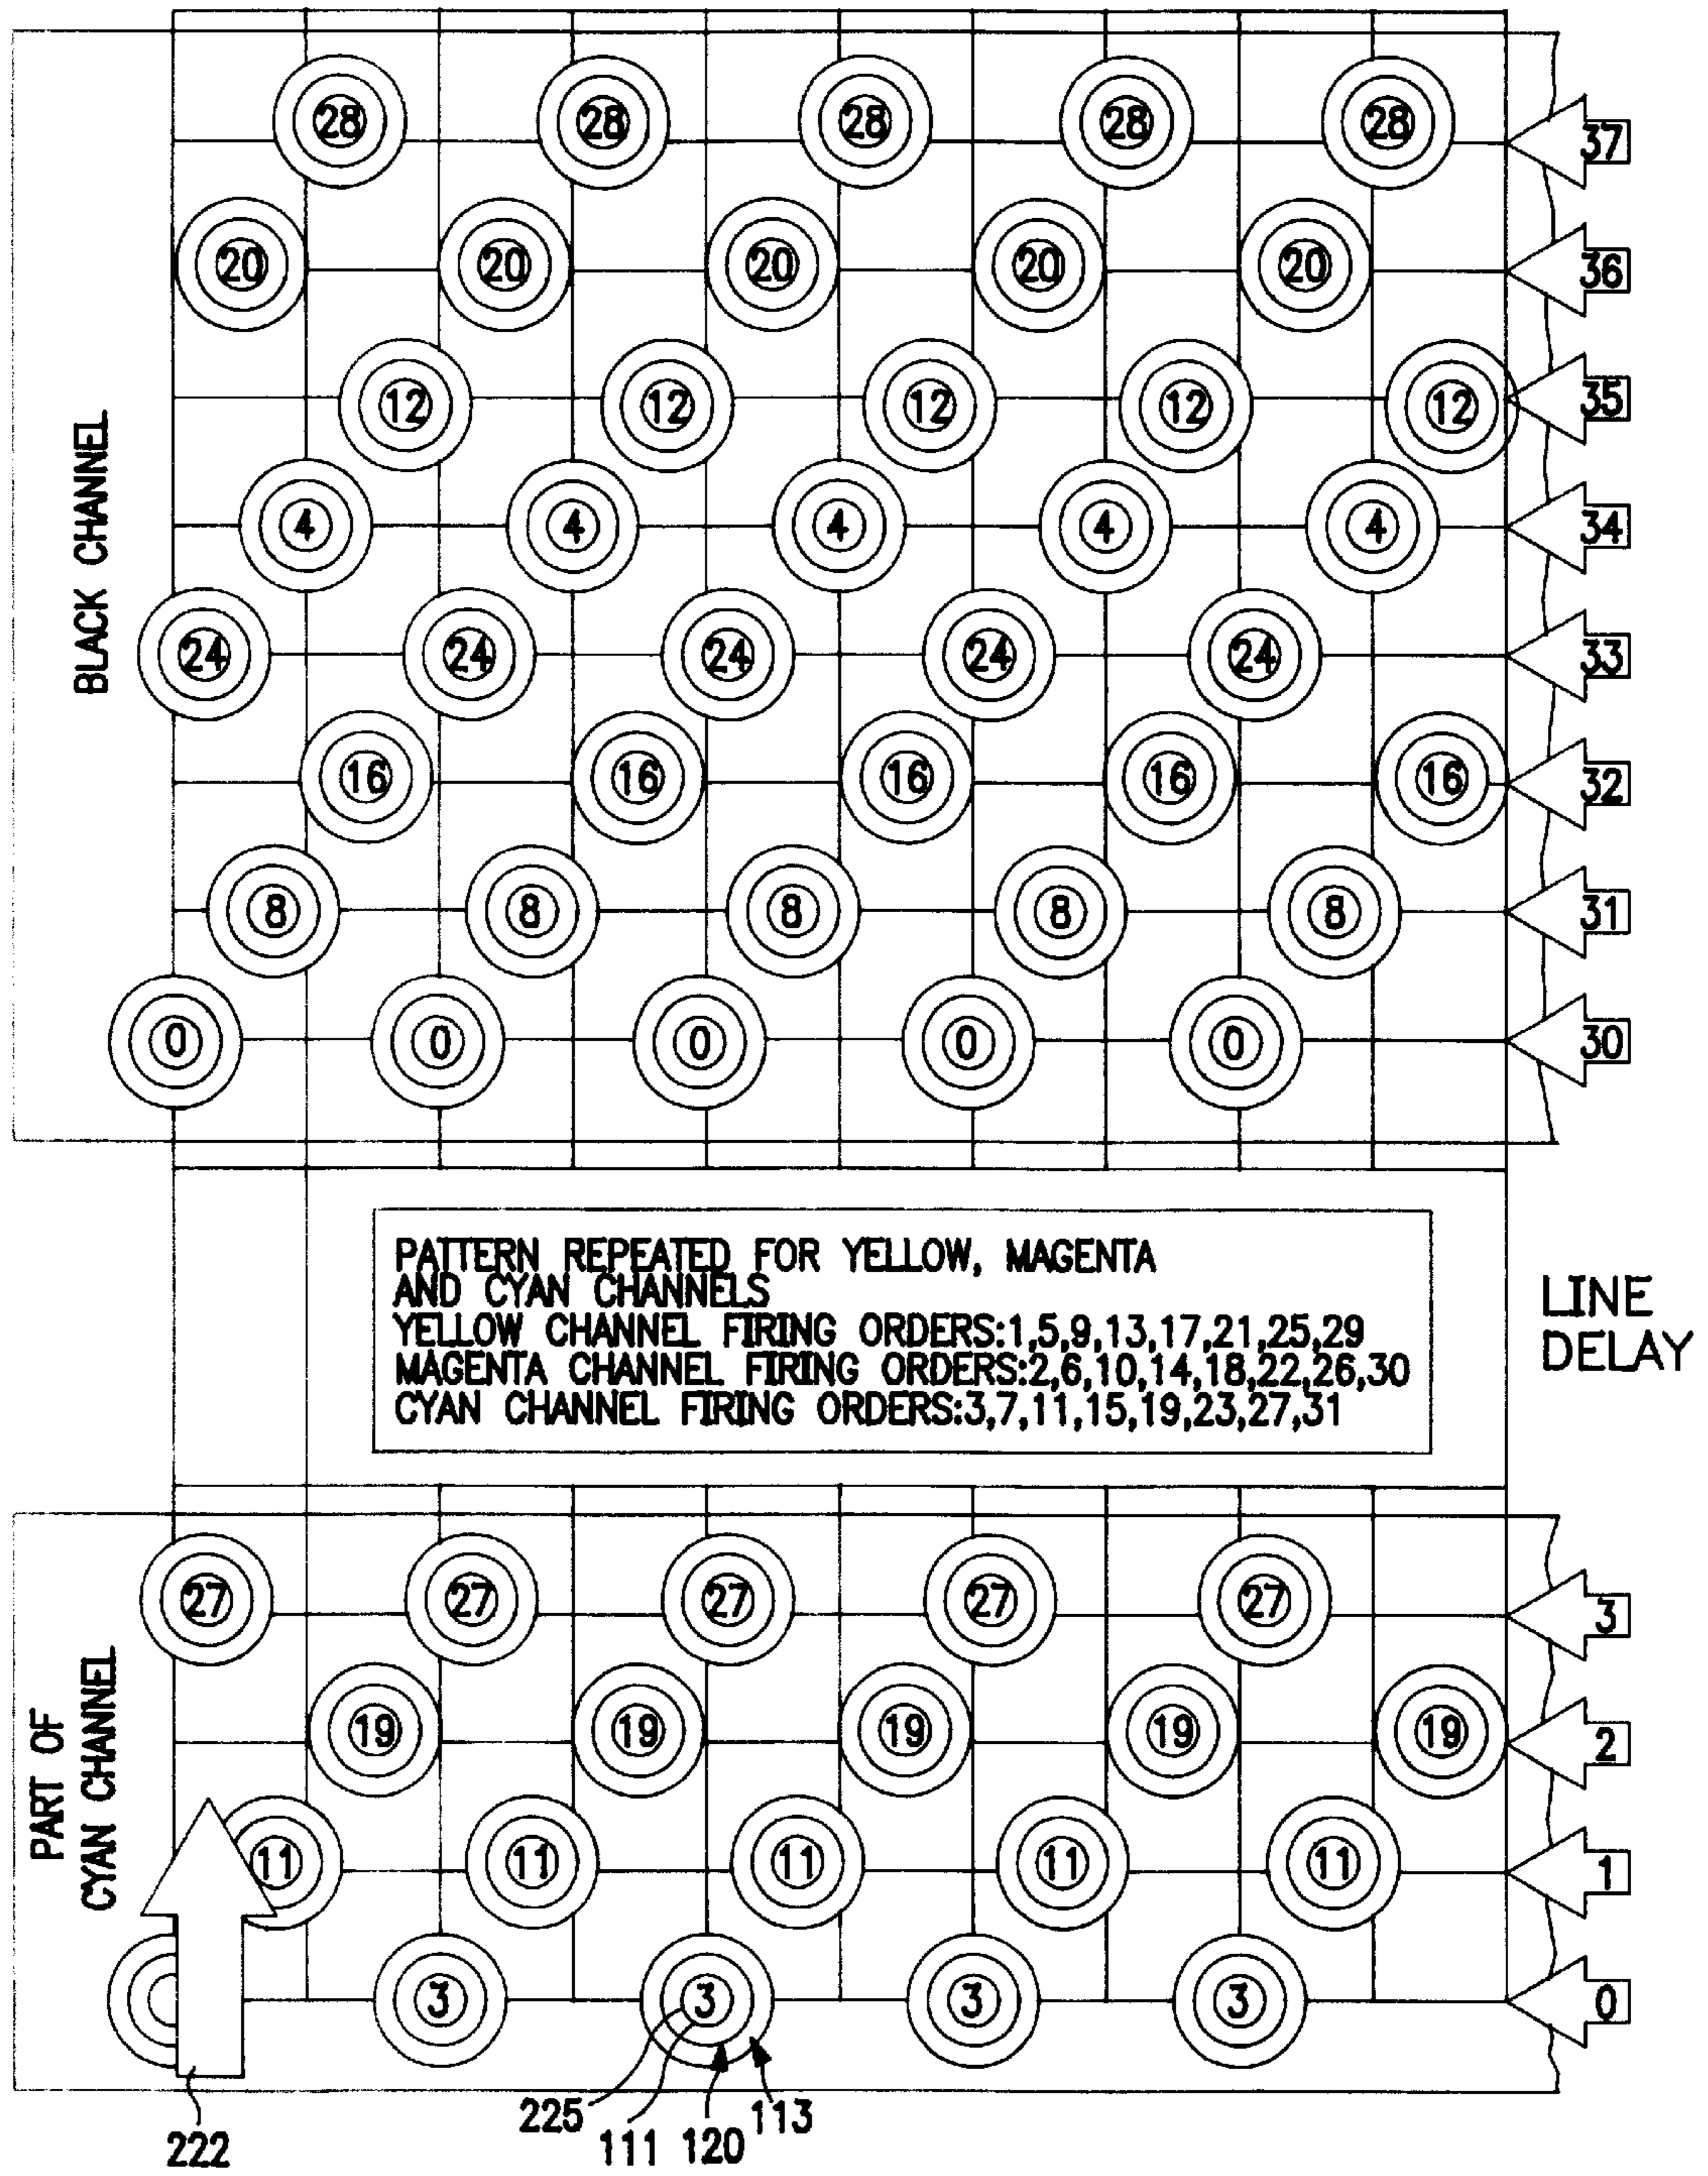 BLACK CHANNEL
28 28 28 28 28 37
20 20 20 20 20 36
12 12 12 12 12 35
4 4 4 4 4 34
24 24 24 24 24 33
16 16 16 16 16 32
8 8 8 8 8 31
0 0 0 0 0 30
PATTERN REPEATED FOR YELLOW, MAGENTA
AND CYAN CHANNELS
YELLOW CHANNEL FIRING ORDERS:1,5,9,13,17,21,25,29
MAGENTA CHANNEL FIRING ORDERS:2,6,10,14,18,22,26,30
CYAN CHANNEL FIRING ORDERS:3,7,11,15,19,23,27,31
LINE
DELAY
PART OF
CYAN CHANNEL
27 27 27 27 27 3
19 19 19 19 19 2
11 11 11 11 11 1
3 3 3 3 0
222 225 111 120 113